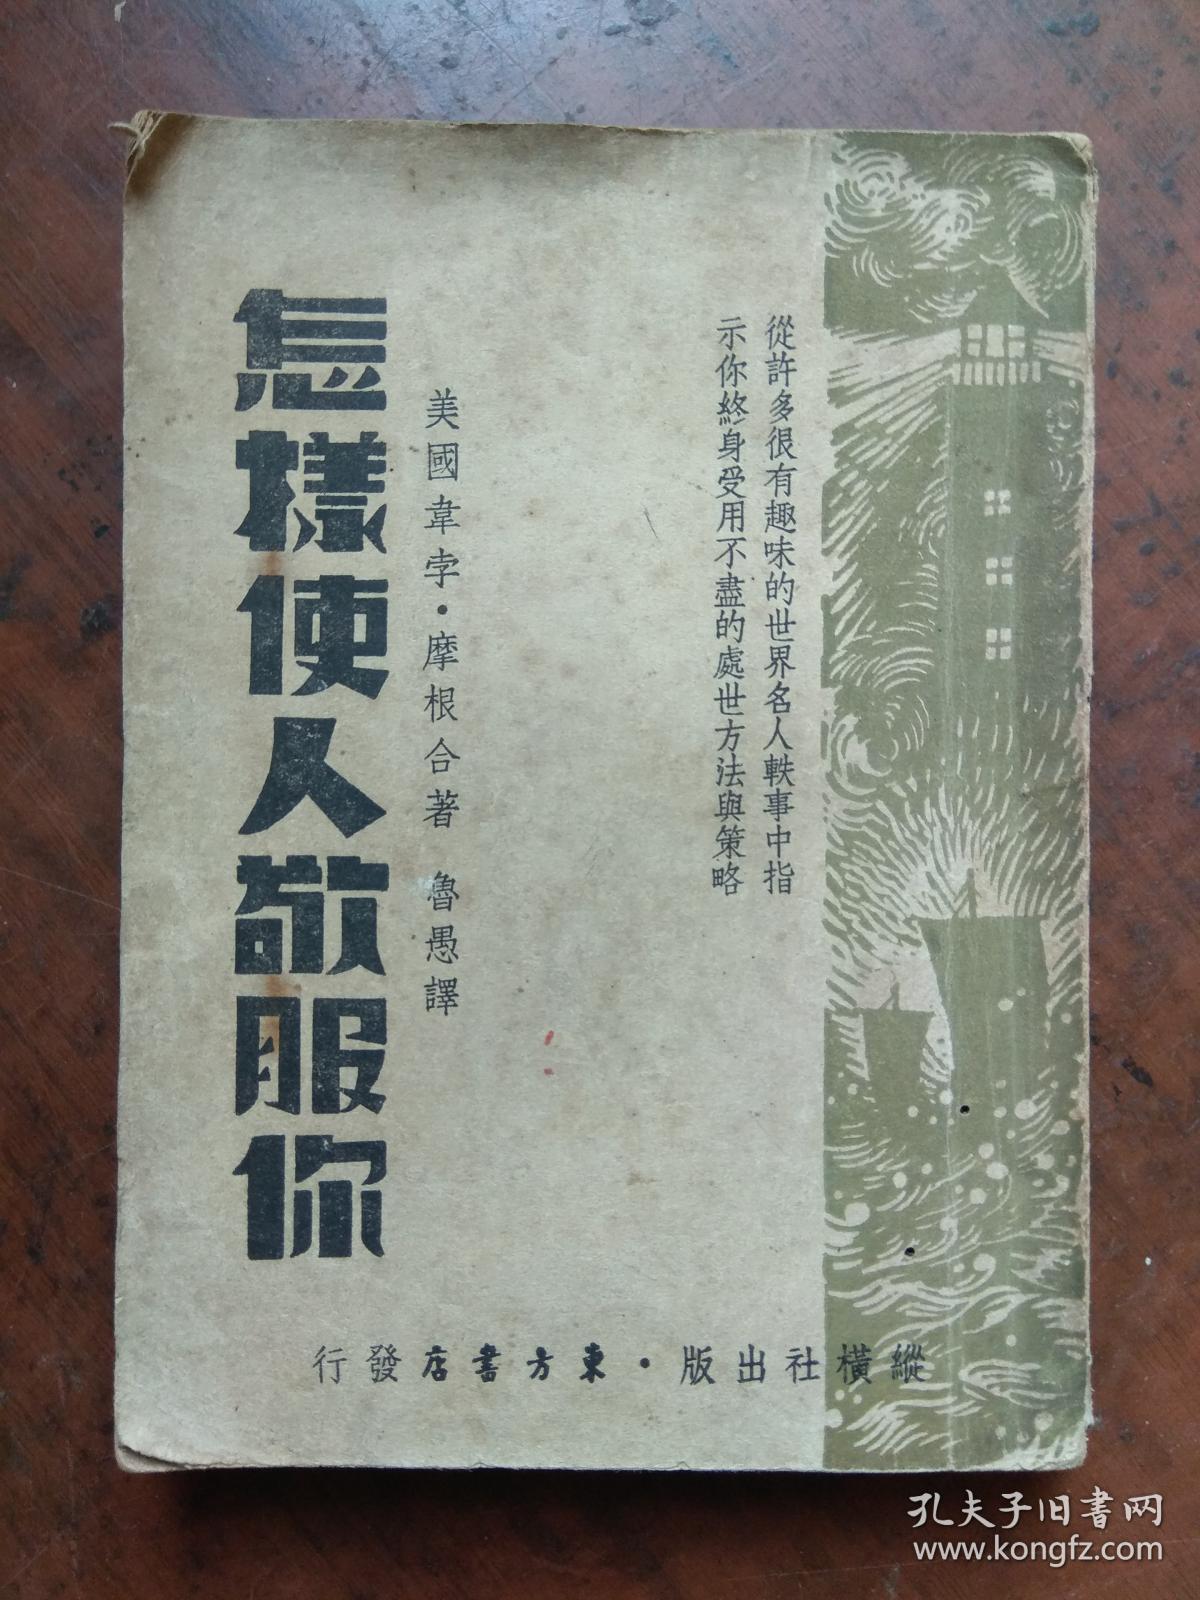 從許多很有趣味的世界名人軼事中指
示你終身受用不盡的處世方法與策略
美國韋孛·摩根合著 魯愚譯
怎樣使人敬服你
縱橫社出版·東方書店發行
孔夫子旧书网
www.kongfz.com